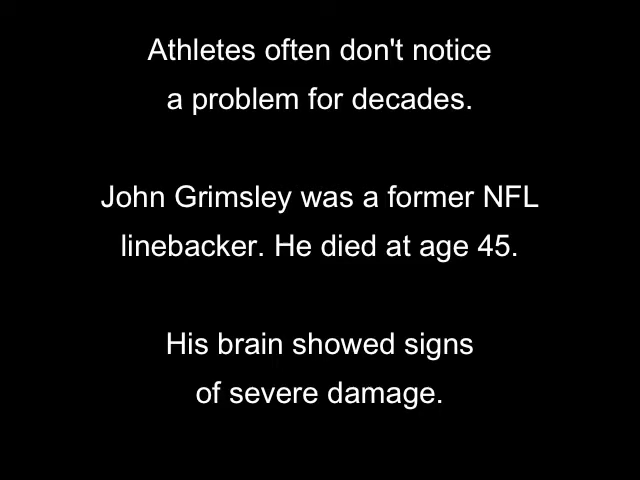 Athletes often don't notice
a problem for decades.
John Grimsley was a former NFL
linebacker. He died at age 45.
His brain showed signs
of severe damage.